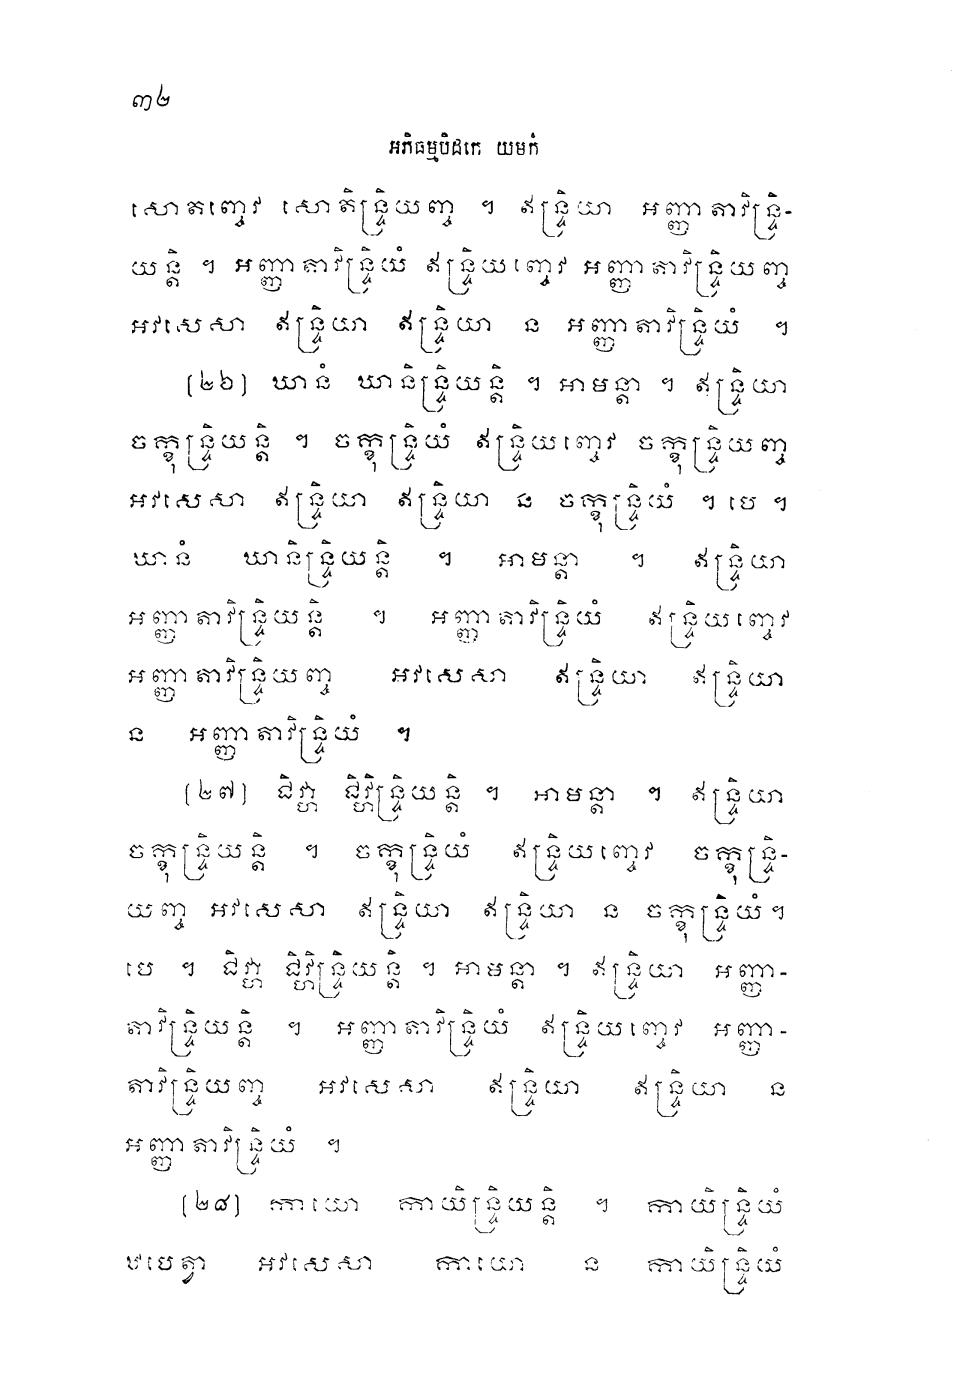 ៣២
អភិធម្មបិដកេ យមកំ
សោតញ្ចេវ សោតិន្ទ្រិយញ្ច ។ ឥន្ទ្រិយា អញ្ញាតាវិន្ទ្រិ-
យន្តិ ។ អញ្ញាតាវិន្ទ្រិយំ ឥន្ទ្រិយញ្ចេវ អញ្ញាតាវិន្ទ្រិយញ្ច
អវសេសា ឥន្ទ្រិយា ឥន្ទ្រិយា ន អញ្ញាតាវិន្ទ្រិយំ ។
(២៦) ឃានំ ឃានិន្ទ្រិយន្តិ ។ អាមន្តា ។ ឥន្ទ្រិយា
ចក្ខុន្ទ្រិយន្តិ ។ ចក្ខុន្ទ្រិយំ ឥន្ទ្រិយញ្ចេវ ចក្ខុន្ទ្រិយញ្ច
អវសេសា ឥន្ទ្រិយា ឥន្ទ្រិយា ន ចក្ខុន្ទ្រិយំ ។ បេ ។
ឃានំ ឃានិន្ទ្រិយន្តិ ។ អាមន្តា ។ ឥន្ទ្រិយា
អញ្ញាតាវិន្ទ្រិយន្តិ ។ អញ្ញាតាវិន្ទ្រិយំ ឥន្ទ្រិយញ្ចេវ
អញ្ញាតាវិន្ទ្រិយញ្ច អវសេសា ឥន្ទ្រិយា ឥន្ទ្រិយា
ន អញ្ញាតាវិន្ទ្រិយំ ។
(២៧) ជិវ្ហា ជិវ្ហិន្ទ្រិយន្តិ ។ អាមន្តា ។ ឥន្ទ្រិយា
ចក្ខុន្ទ្រិយន្តិ ។ ចក្ខុន្ទ្រិយំ ឥន្ទ្រិយញ្ចេវ ចក្ខុន្ទ្រិ-
យញ្ច អវសេសា ឥន្ទ្រិយា ឥន្ទ្រិយា ន ចក្ខុន្ទ្រិយំ។
បេ ។ ជិវ្ហា ជិវ្ហិន្ទ្រិយន្តិ ។ អាមន្តា ។ ឥន្ទ្រិយា អញ្ញា-
តាវិន្ទ្រិយន្តិ ។ អញ្ញាតាវិន្ទ្រិយំ ឥន្ទ្រិយញ្ចេវ អញ្ញា-
តាវិន្ទ្រិយញ្ច អវសេសា ឥន្ទ្រិយា ឥន្ទ្រិយា ន
អញ្ញាតាវិន្ទ្រិយំ ។
(២៨) កាយោ កាយិន្ទ្រិយន្តិ ។ កាយិន្ទ្រិយំ
ឋបេត្វា អវសេសា កាយោ ន កាយិន្ទ្រិយំ